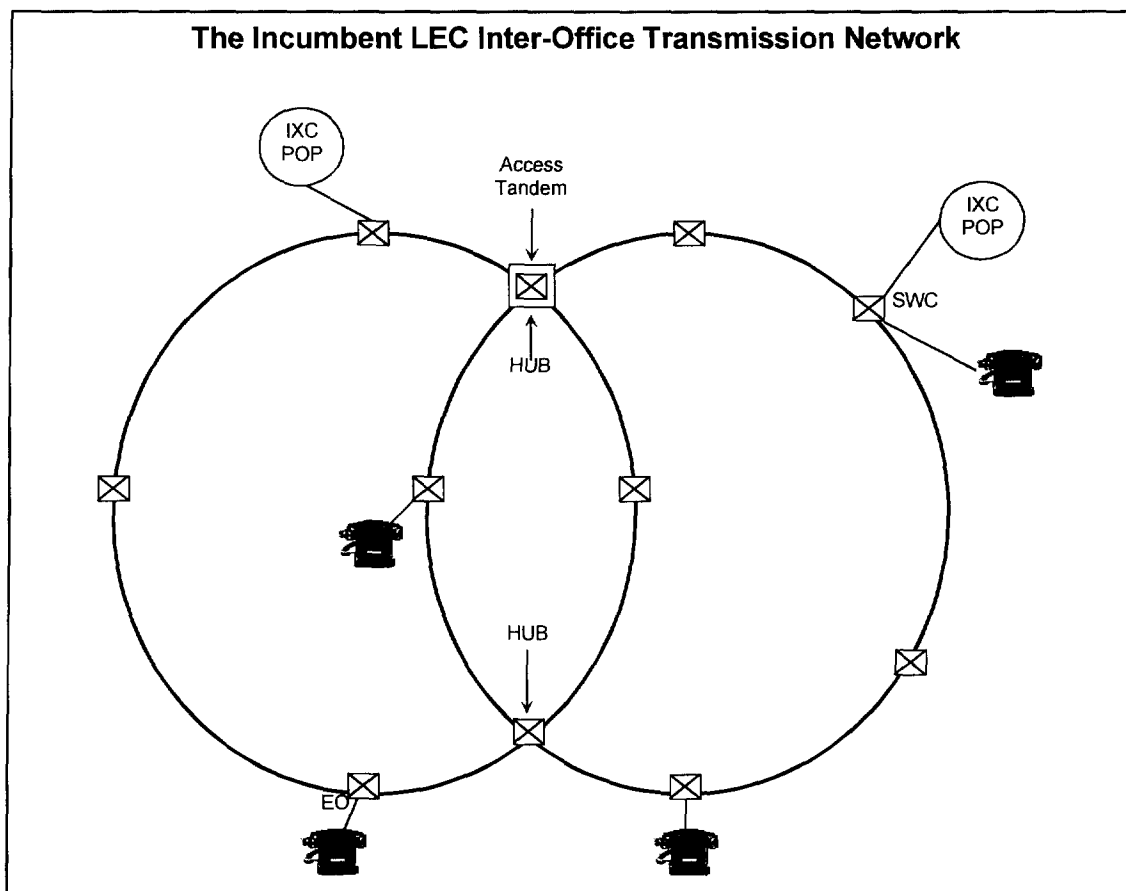 The Incumbent LEC Inter-Office Transmission Network
IXC
POP
Access
Tandem
IXC
POP
SWC
HUB
HUB
EO